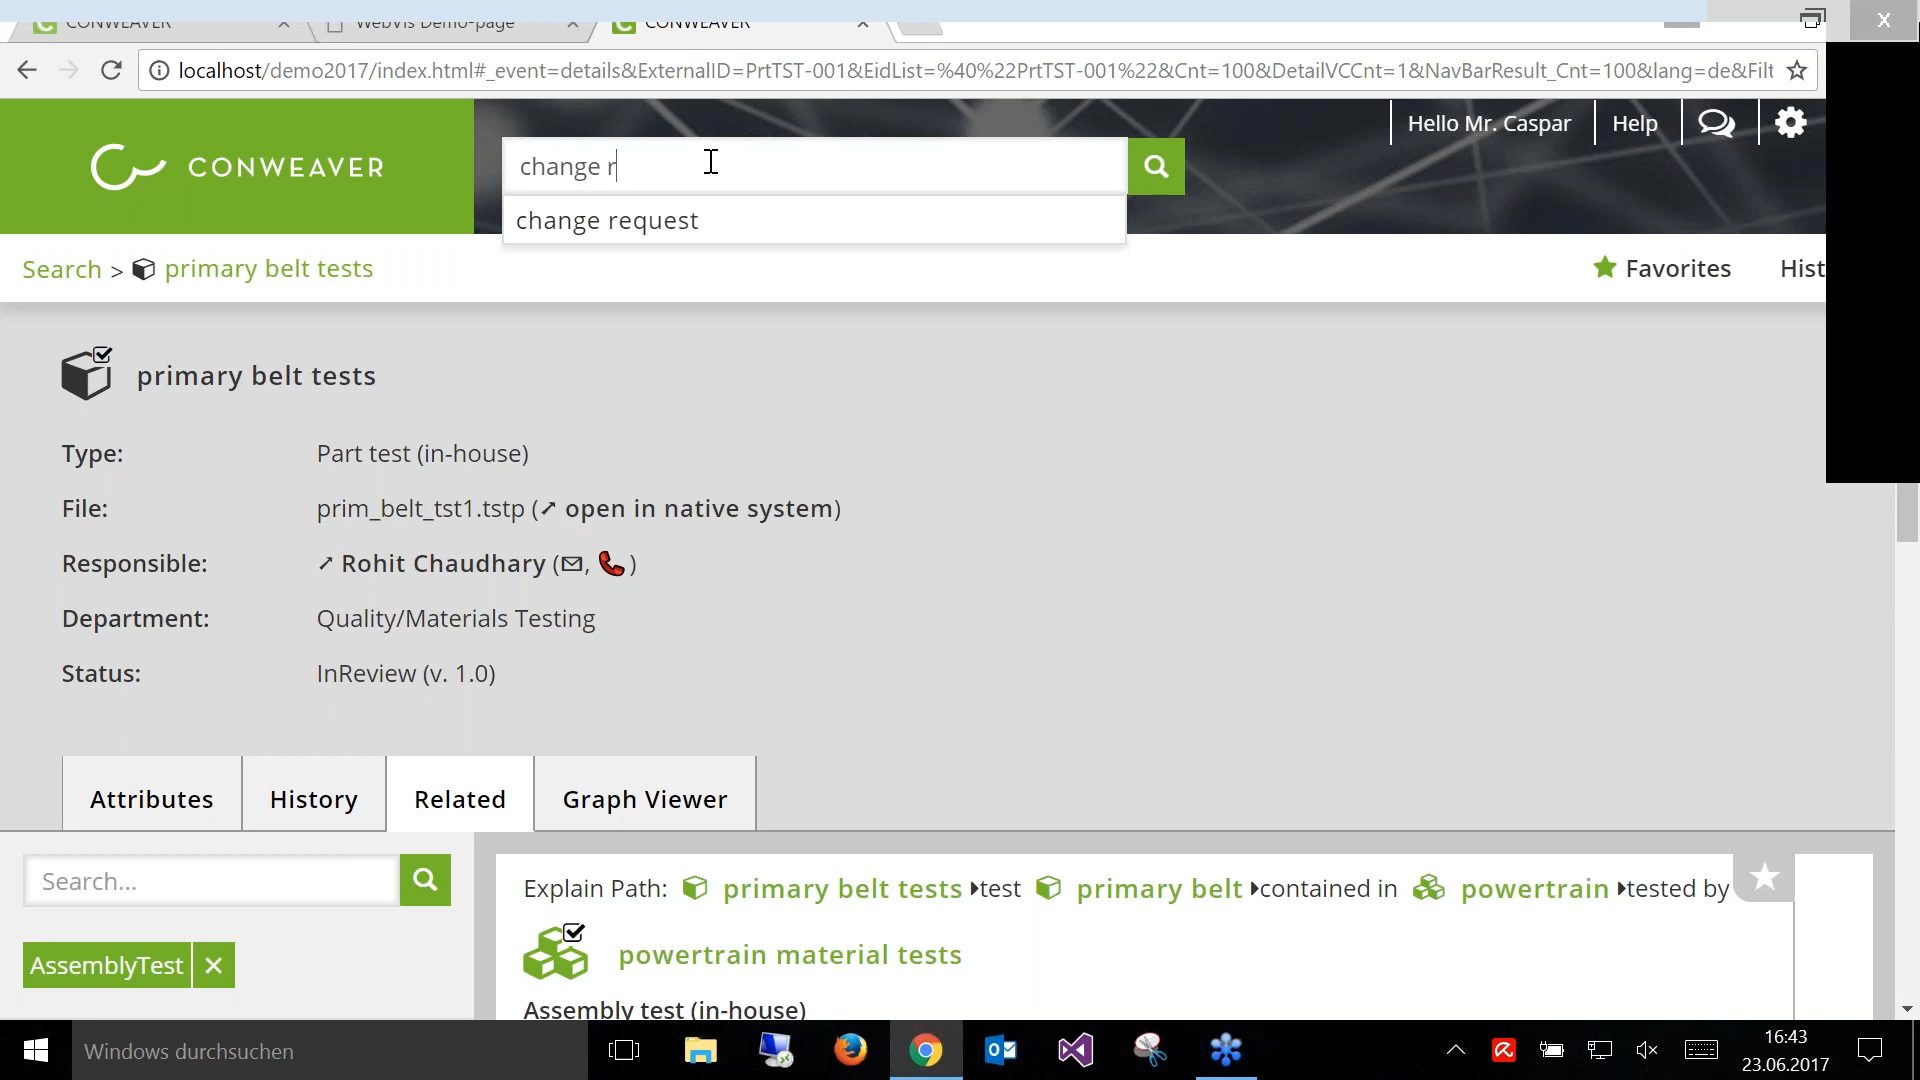 CONWEAVER
WebVis Demo-page
CONWEAVER
x
localhost/demo2017/index.html#_event=details&ExternalID=PrtTST-001&EidList=%40%22PrtTST-001%22&Cnt=100&DetailVCCnt=1&NavBarResult_Cnt=100&lang=de&Filt
CONWEAVER
change r
Hello Mr. Caspar
Help
change request
Search > primary belt tests
Favorites
Hist
primary belt tests
Type: Part test (in-house)
File: prim_belt_tst1.tstp (↗ open in native system)
Responsible: ↗ Rohit Chaudhary (✉, 📞)
Department: Quality/Materials Testing
Status: InReview (v. 1.0)
Attributes
History
Related
Graph Viewer
Search...
Explain Path: primary belt tests ▸test primary belt ▸contained in powertrain ▸tested by
powertrain material tests
AssemblyTest ×
Assembly test (in-house)
Windows durchsuchen
16:43
23.06.2017